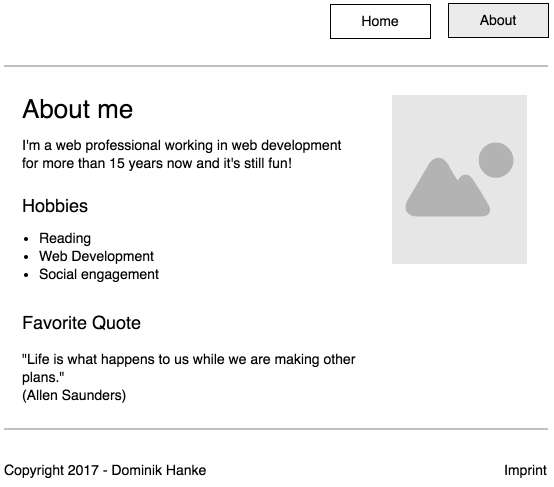 Home
About
About me
I'm a web professional working in web development
for more than 15 years now and it's still fun!
Hobbies
• Reading
• Web Development
• Social engagement
Favorite Quote
"Life is what happens to us while we are making other
plans."
(Allen Saunders)
Copyright 2017 - Dominik Hanke
Imprint